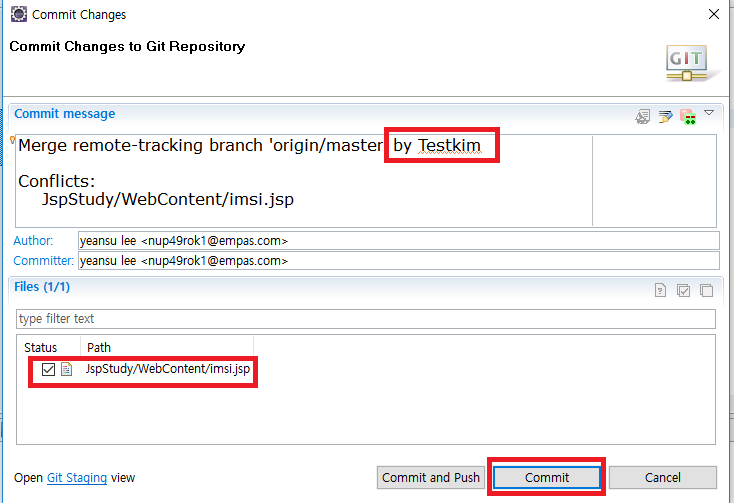 Commit Changes
Commit Changes to Git Repository
GIT
Commit message
Merge remote-tracking branch 'origin/master by Testkim
Conflicts:
JspStudy/WebContent/imsi.jsp
Author: yeansu lee <nup49rok1@empas.com>
Committer: yeansu lee <nup49rok1@empas.com>
Files (1/1)
type filter text
Status Path
JspStudy/WebContent/imsi.jsp
Open Git Staging view
Commit and Push
Commit
Cancel